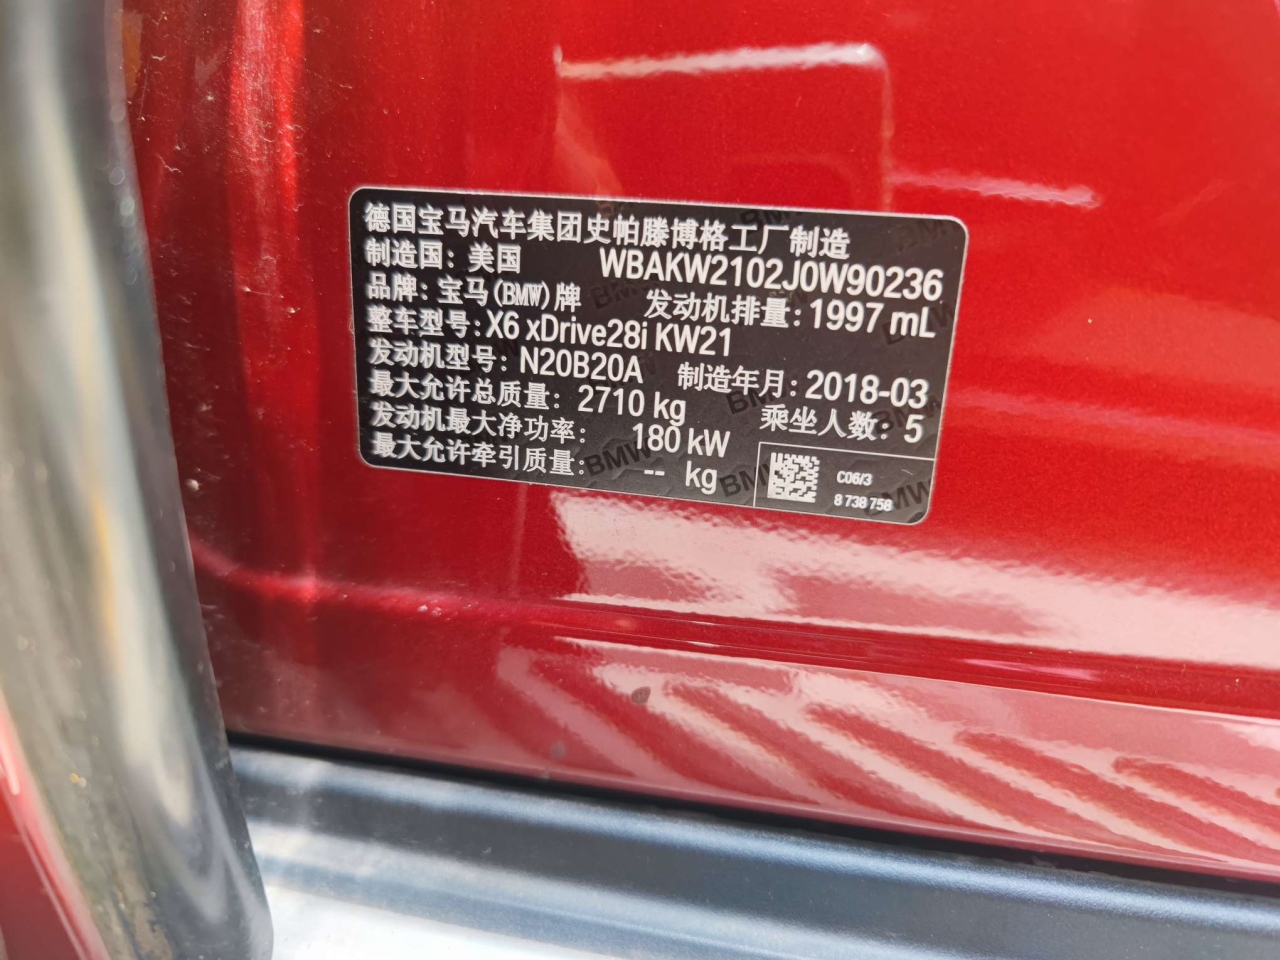 德国宝马汽车集团史帕滕博格工厂制造
制造国：美国 WBAKW2102J0W90236
品牌：宝马(BMW)牌 发动机排量：1997 mL
整车型号：X6 xDrive28i KW21
发动机型号：N20B20A 制造年月：2018-03
最大允许总质量：2710 kg 乘坐人数：5
发动机最大净功率：180 kW
最大允许牵引质量：-- kg
C06/3
8 738 758